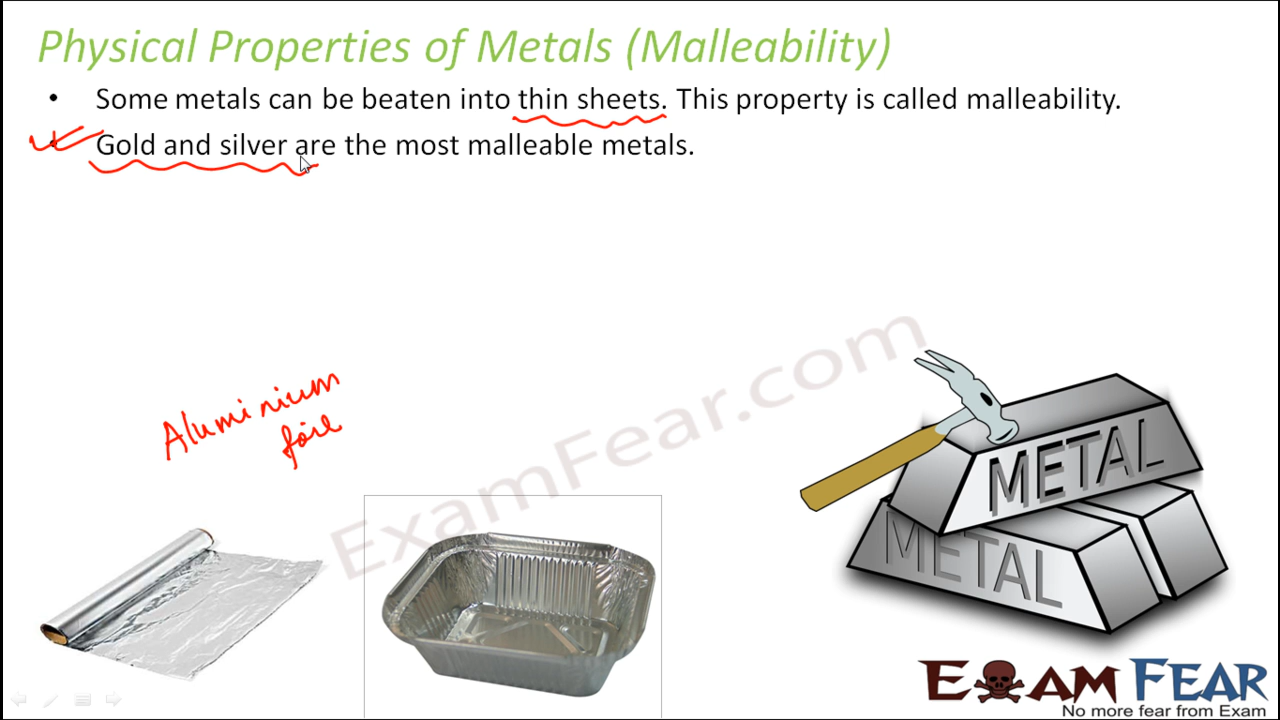 Physical Properties of Metals (Malleability)
• Some metals can be beaten into thin sheets. This property is called malleability.
• Gold and silver are the most malleable metals.
Aluminium
foil
ExamFear.com
METAL
METAL
EXAM FEAR
No more fear from Exam